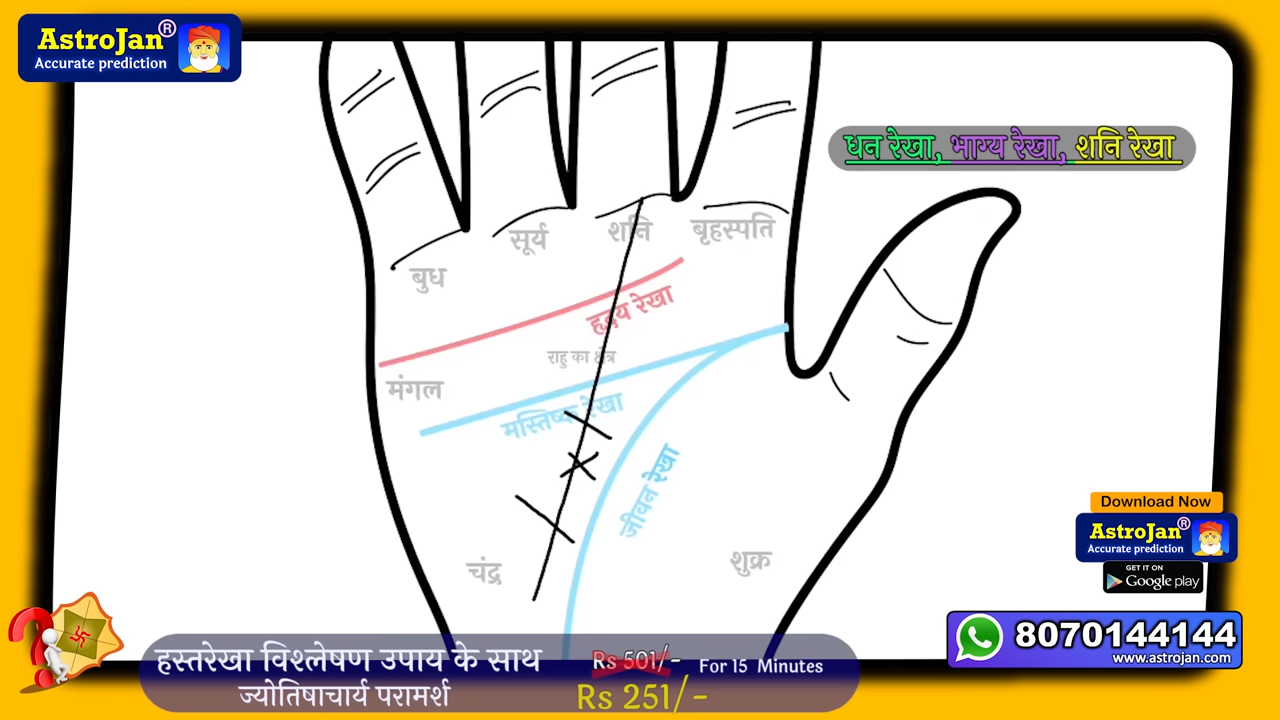 AstroJan®
Accurate prediction
धन रेखा, भाग्य रेखा, शनि रेखा
सूर्य
शनि
बृहस्पति
बुध
हृदय रेखा
राहु का क्षेत्र
मंगल
मस्तिष्क रेखा
जीवन रेखा
चंद्र
शुक्र
Download Now
AstroJan®
Accurate prediction
GET IT ON
Google play
8070144144
www.astrojan.com
हस्तरेखा विश्लेषण उपाय के साथ
ज्योतिषाचार्य परामर्श
Rs 501/- For 15 Minutes
Rs 251/-